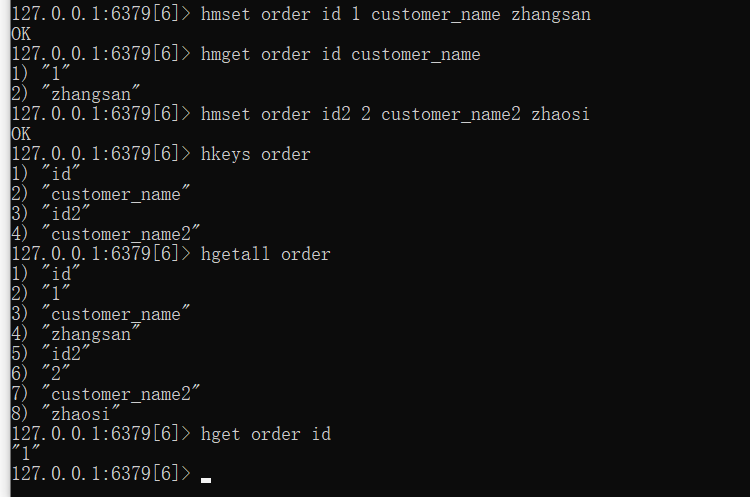 127.0.0.1:6379[6]> hmset order id 1 customer_name zhangsan
OK
127.0.0.1:6379[6]> hmget order id customer_name
1) "1"
2) "zhangsan"
127.0.0.1:6379[6]> hmset order id2 2 customer_name2 zhaosi
OK
127.0.0.1:6379[6]> hkeys order
1) "id"
2) "customer_name"
3) "id2"
4) "customer_name2"
127.0.0.1:6379[6]> hgetall order
1) "id"
2) "1"
3) "customer_name"
4) "zhangsan"
5) "id2"
6) "2"
7) "customer_name2"
8) "zhaosi"
127.0.0.1:6379[6]> hget order id
"1"
127.0.0.1:6379[6]>